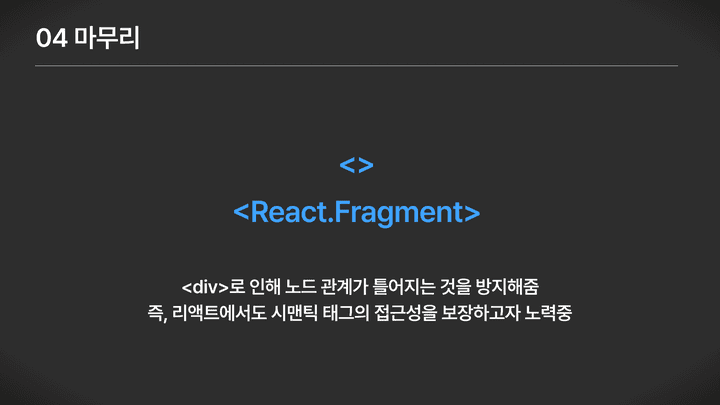 04 마무리
<>
<React.Fragment>
<div>로 인해 노드 관계가 틀어지는 것을 방지해줌
즉, 리액트에서도 시맨틱 태그의 접근성을 보장하고자 노력중